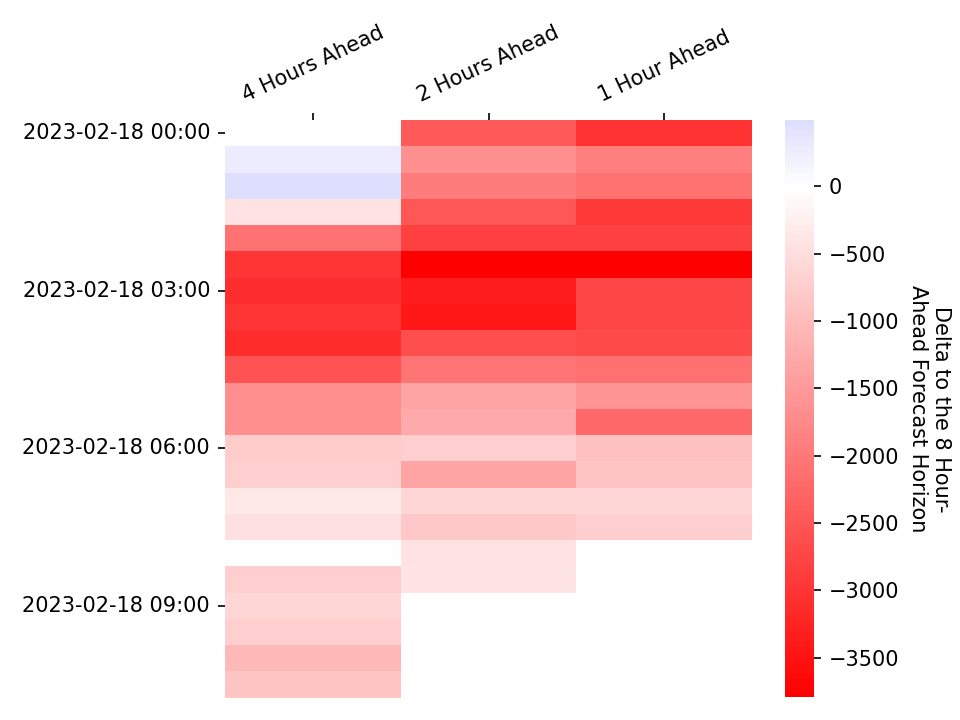 4 Hours Ahead
2 Hours Ahead
1 Hour Ahead
2023-02-18 00:00
2023-02-18 03:00
2023-02-18 06:00
2023-02-18 09:00
0
−500
−1000
−1500
−2000
−2500
−3000
−3500
Delta to the 8 Hour-
Ahead Forecast Horizon